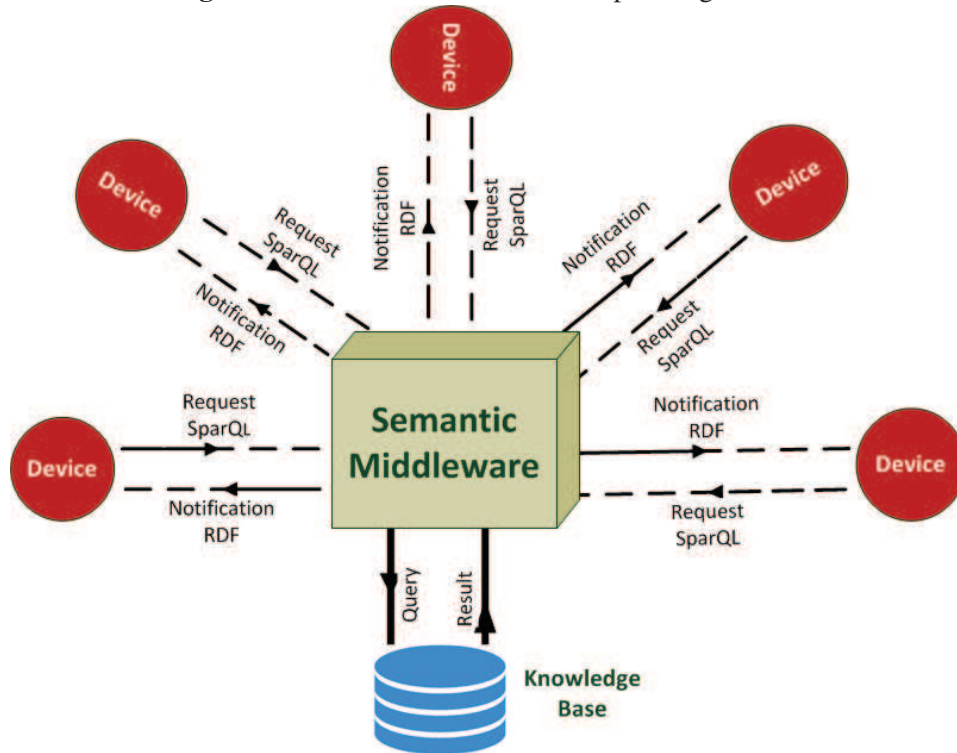 Device
Device
Device
Notification
RDF
Request
SparQL
Request
SparQL
Notification
RDF
Notification
RDF
Request
SparQL
Request
SparQL
Notification
RDF
Semantic
Middleware
Notification
RDF
Request
SparQL
Device
Device
Query
Result
Knowledge
Base